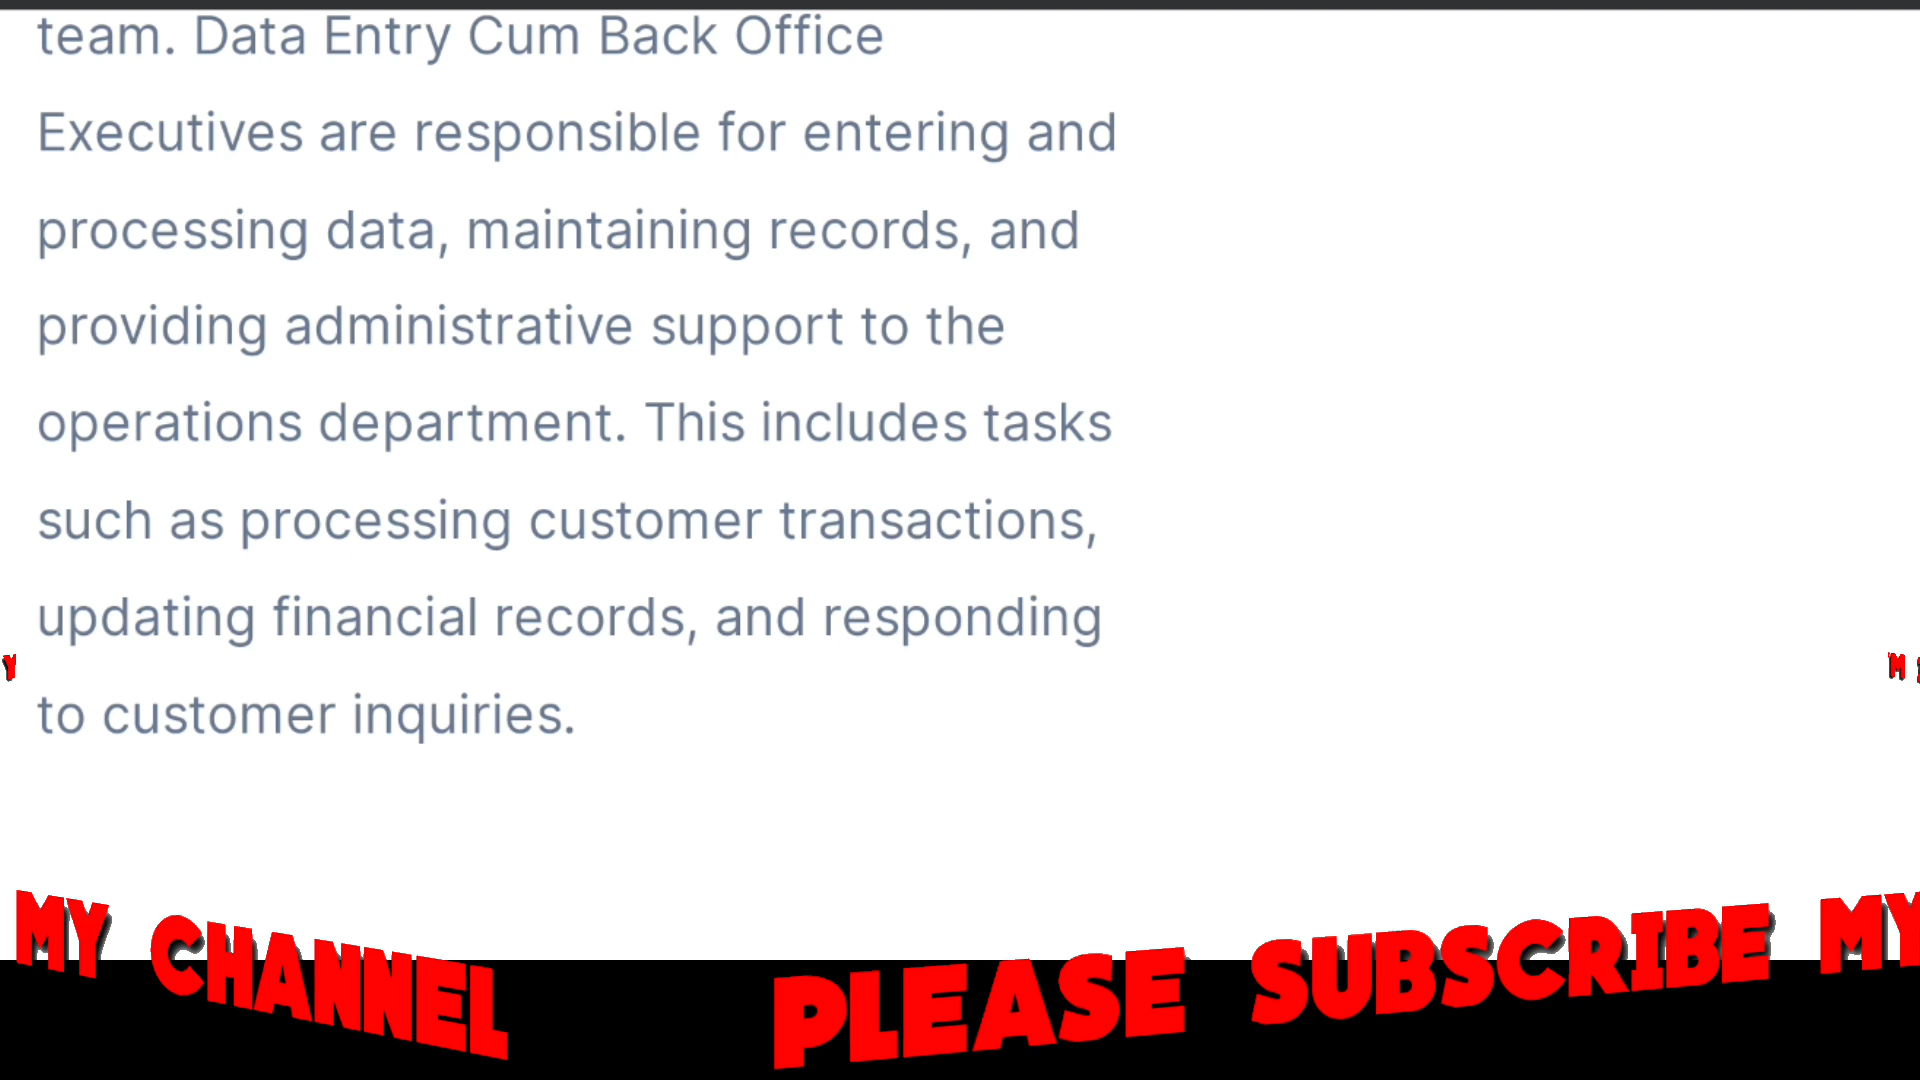 team. Data Entry Cum Back Office
Executives are responsible for entering and
processing data, maintaining records, and
providing administrative support to the
operations department. This includes tasks
such as processing customer transactions,
updating financial records, and responding
to customer inquiries.
MY CHANNEL PLEASE SUBSCRIBE MY